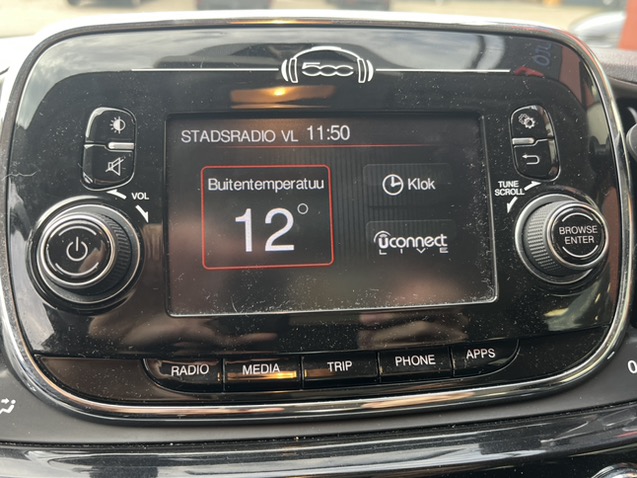 500
STADSRADIO VL 11:50
VOL
TUNE
SCROLL
Buitentemperatuu
12°
Klok
uconnect
LIVE
BROWSE
ENTER
RADIO
MEDIA
TRIP
PHONE
APPS